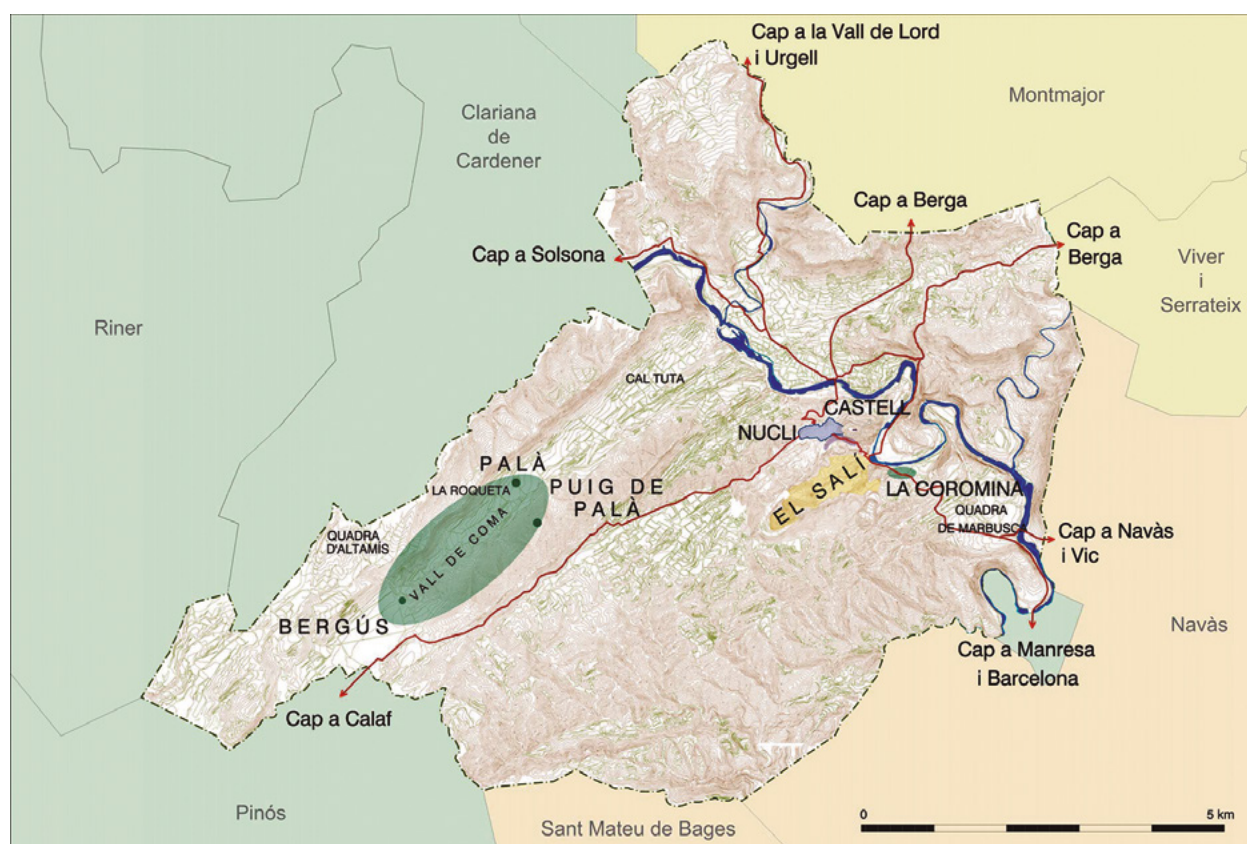 Cap a la Vall de Lord
i Urgell
Montmajor
Clariana
de
Cardener
Cap a Berga
Cap a
Berga
Cap a Solsona
Viver
i
Serrateix
Riner
CAL TUTA
CASTELL
NUCLI
PALÀ
LA ROQUETA
PUIG DE
PALÀ
EL SALÍ
LA COROMINA
QUADRA
DE MARBUSCA
QUADRA
D'ALTAMÍS
VALL DE COMA
Cap a Navàs
i Vic
BERGÚS
Navàs
Cap a Manresa
i Barcelona
Cap a Calaf
Pinós
Sant Mateu de Bages
0
5 km